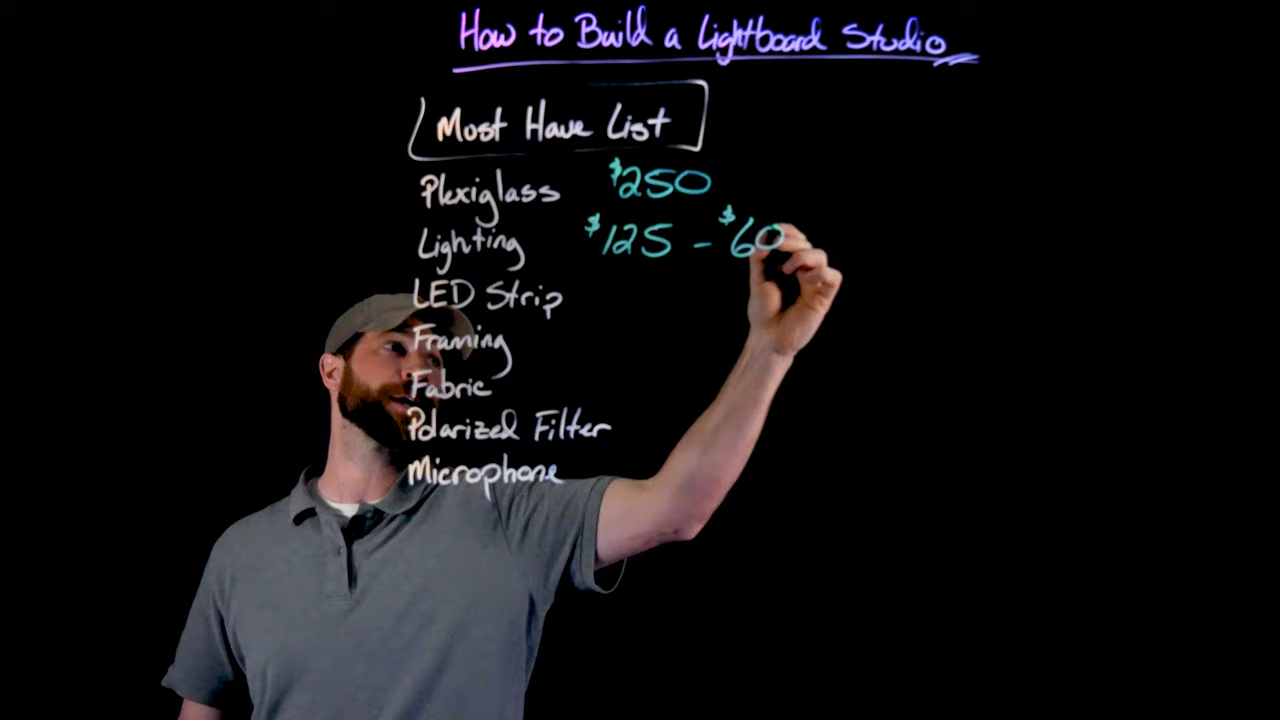 How to Build a Lightboard Studio
Most Have List
Plexiglass $250
Lighting $125 - $60
LED Strip
Framing
Fabric
Polarized Filter
Microphone